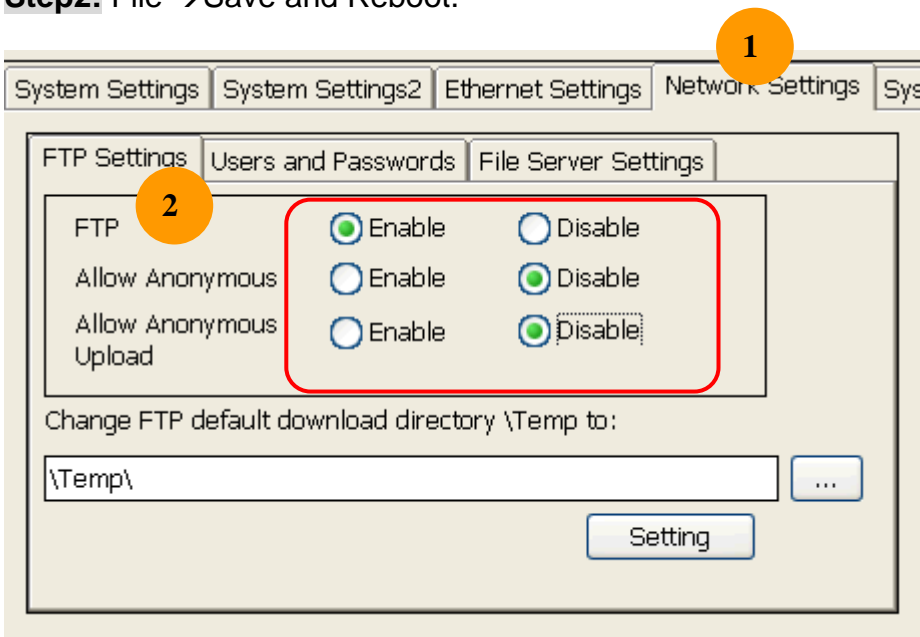 Step2: File →Save and Reboot.
1
System Settings System Settings2 Ethernet Settings Network Settings Sys
FTP Settings Users and Passwords File Server Settings
2
FTP Enable Disable
Allow Anonymous Enable Disable
Allow Anonymous Upload Enable Disable
Change FTP default download directory \Temp to:
\Temp\ ...
Setting